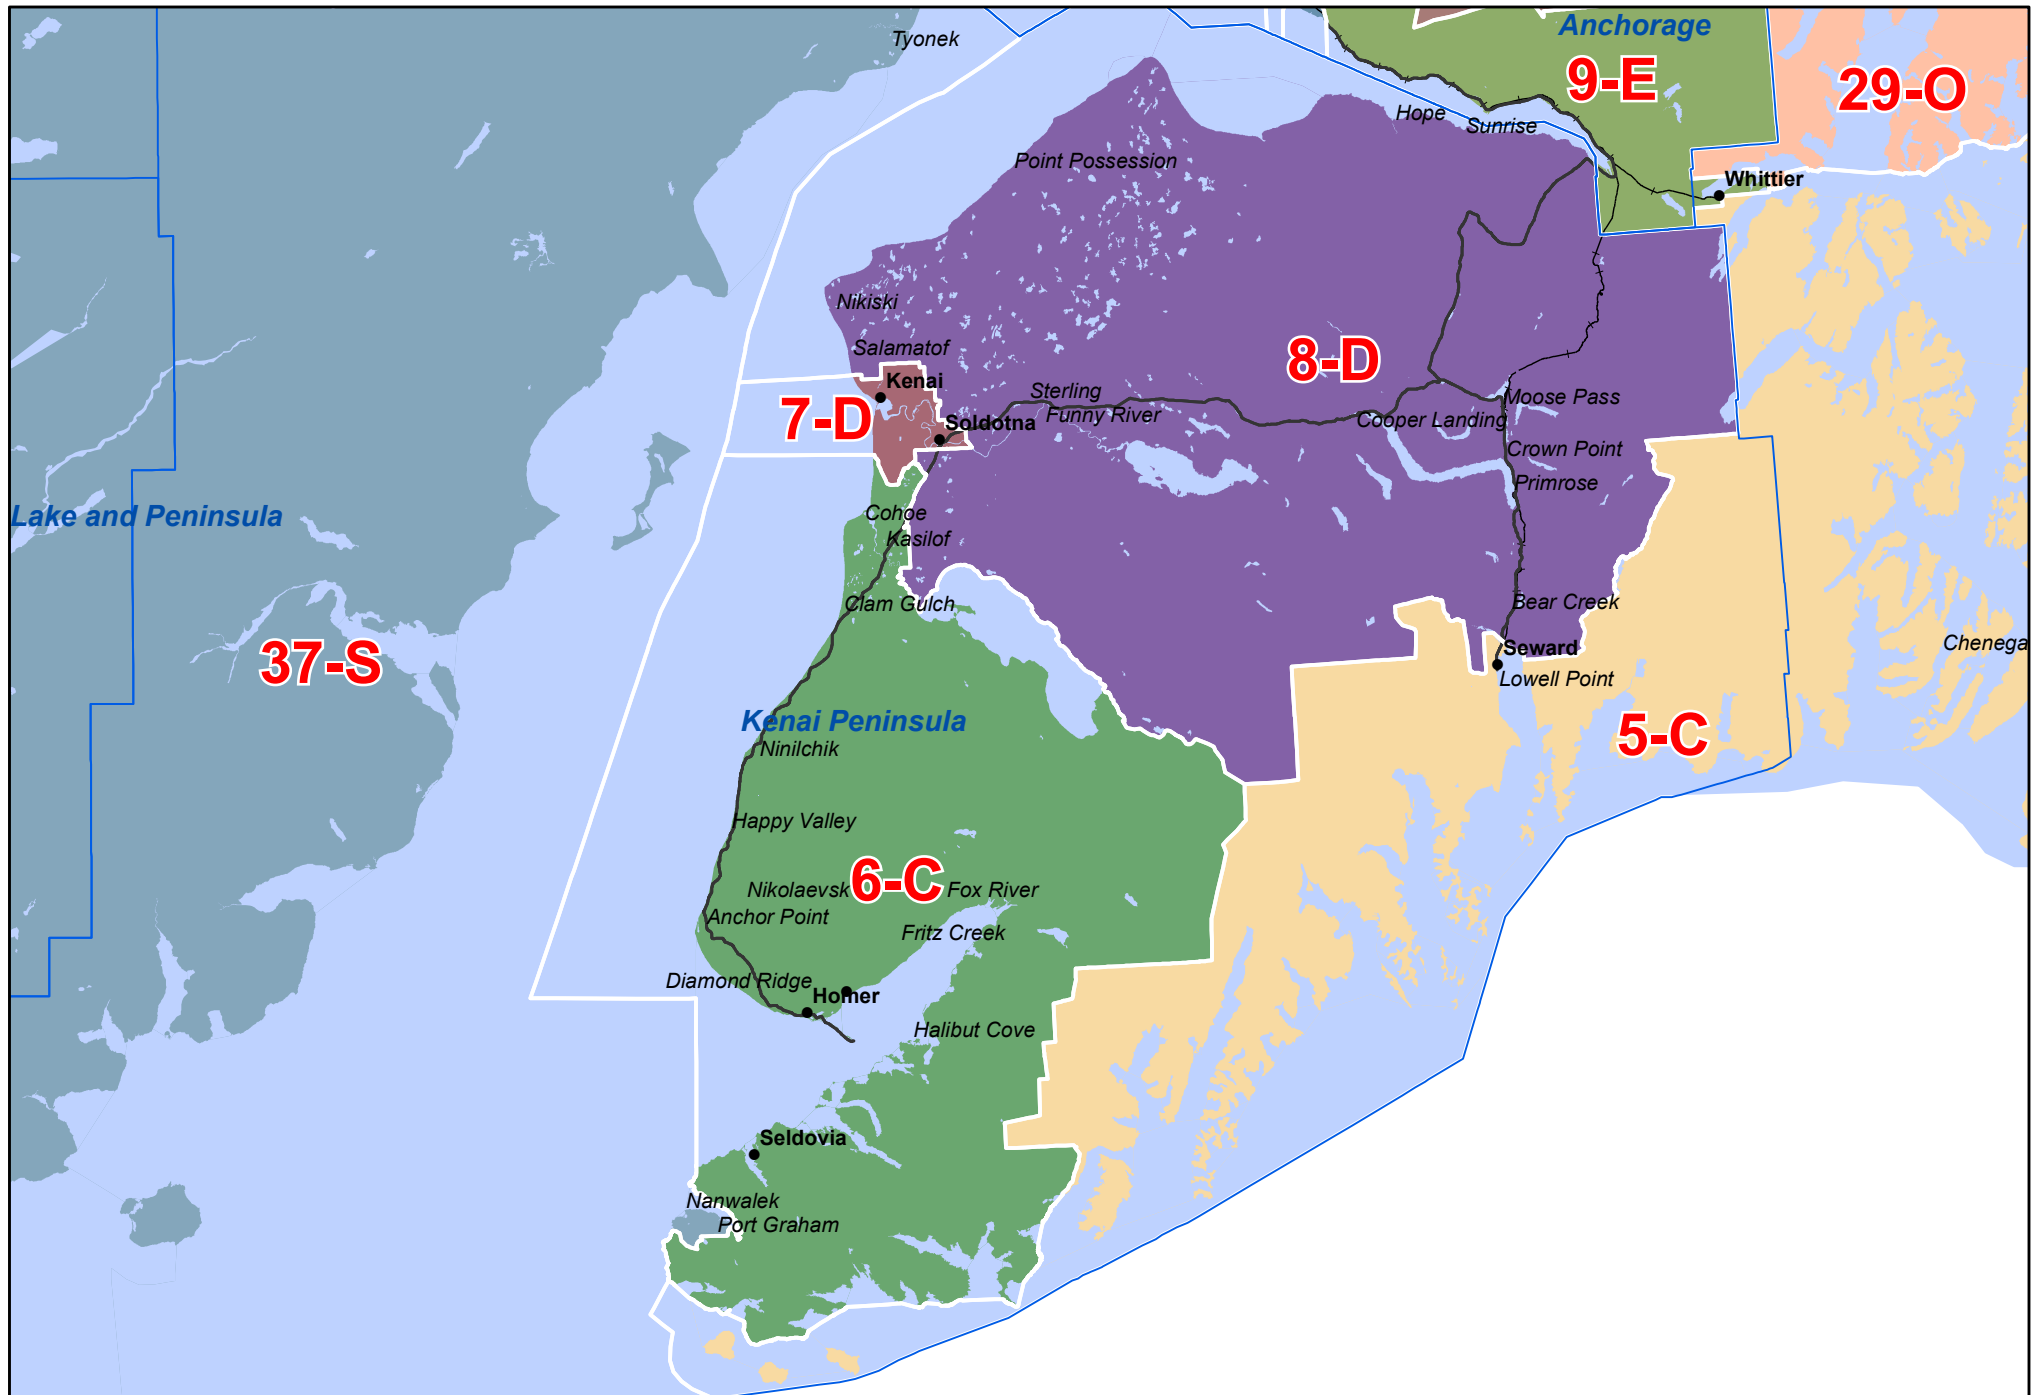 Anchorage
Tyonek
9-E
29-O
Hope
Sunrise
Point Possession
Whittier
Nikiski
Salamatof
8-D
Kenai
Sterling
Moose Pass
7-D
Soldotna
Funny River
Cooper Landing
Crown Point
Primrose
Lake and Peninsula
Cohoe
Kasilof
Clam Gulch
Bear Creek
37-S
Seward
Chenega
Lowell Point
Kenai Peninsula
5-C
Ninilchik
Happy Valley
Nikolaevsk
6-C
Fox River
Anchor Point
Fritz Creek
Diamond Ridge
Homer
Halibut Cove
Seldovia
Nanwalek
Port Graham